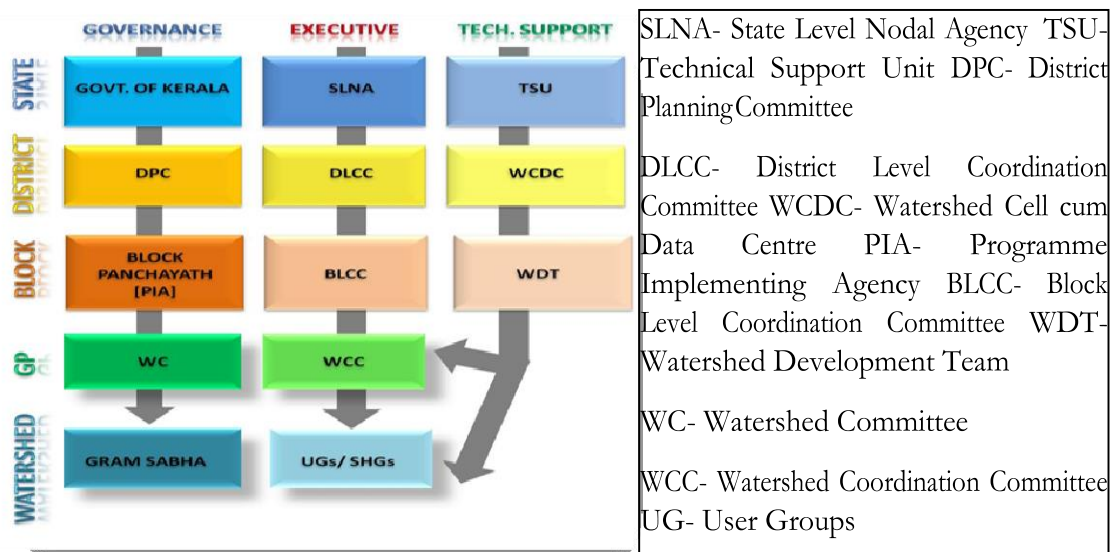 GOVERNANCE EXECUTIVE TECH. SUPPORT
STATE
GOVT. OF KERALA SLNA TSU
DISTRICT
DPC DLCC WCDC
BLOCK
BLOCK
PANCHAYATH
[PIA]
BLCC WDT
GP
WC WCC
WATERSHED
GRAM SABHA UGs/ SHGs
SLNA- State Level Nodal Agency TSU-
Technical Support Unit DPC- District
PlanningCommittee
DLCC- District Level Coordination
Committee WCDC- Watershed Cell cum
Data Centre PIA- Programme
Implementing Agency BLCC- Block
Level Coordination Committee WDT-
Watershed Development Team
WC- Watershed Committee
WCC- Watershed Coordination Committee
UG- User Groups